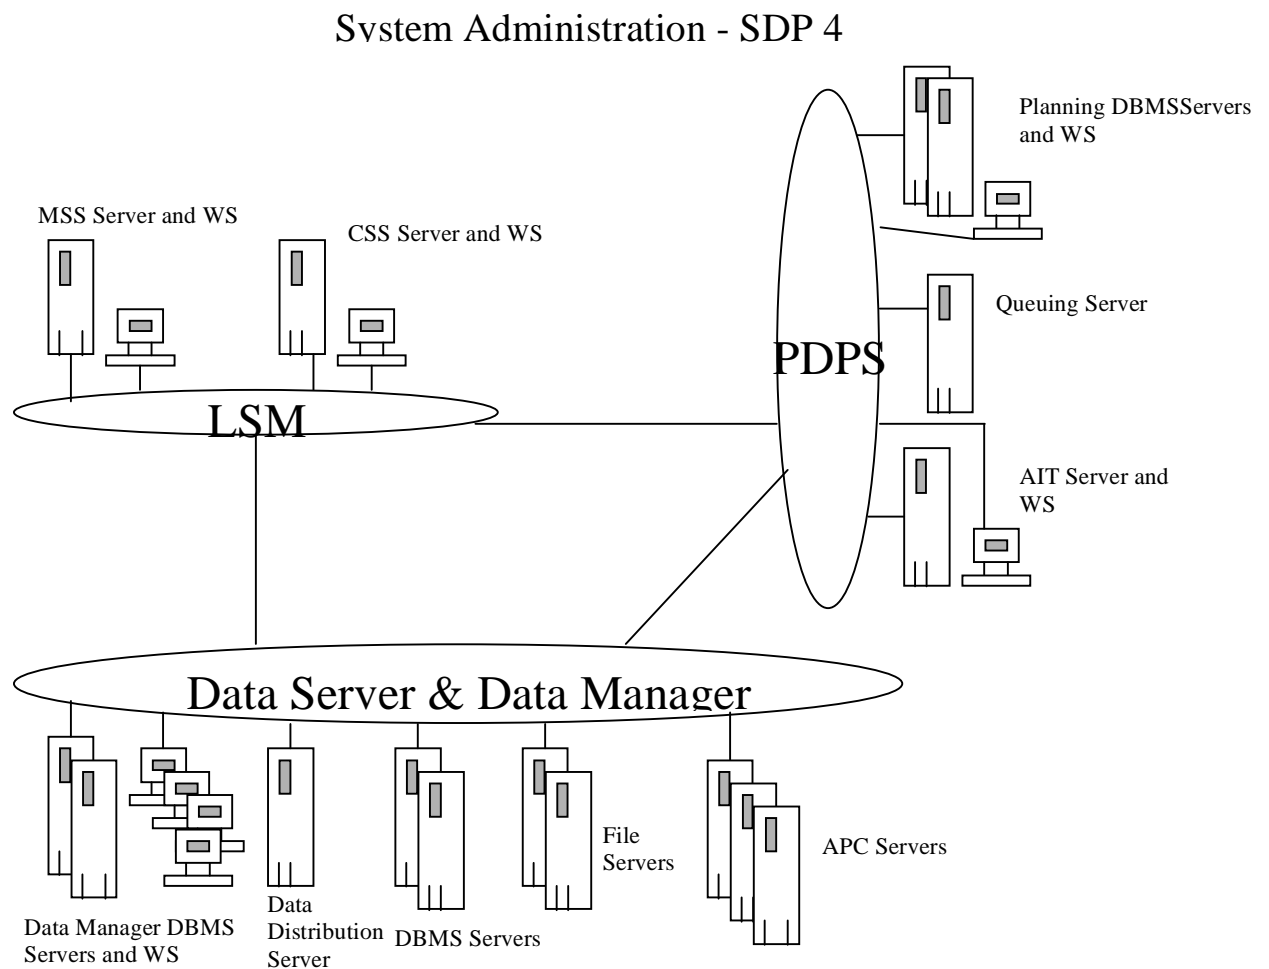 System Administration - SDP 4
Planning DBMSServers
and WS
MSS Server and WS
CSS Server and WS
Queuing Server
PDPS
LSM
AIT Server and
WS
Data Server & Data Manager
File
Servers
APC Servers
Data Manager DBMS
Servers and WS
Data
Distribution
Server
DBMS Servers